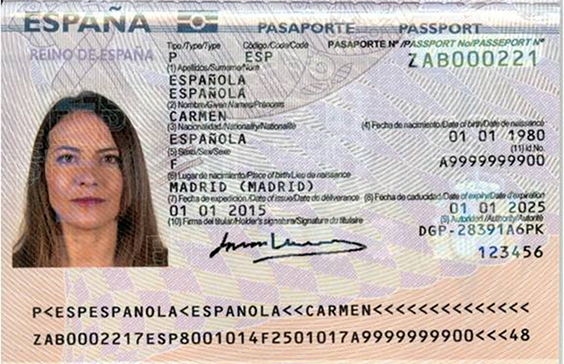 ESPAÑA PASAPORTE PASSPORT
REINO DE ESPAÑA Tipo/Type/Type Código/Code/Code PASAPORTE Nº/PASSPORT No/PASSEPORT Nº
P ESP ZAB000221
(1) Apellidos/Surname/Nom
ESPAÑOLA
ESPAÑOLA
(2) Nombre/Given Names/Prénoms
CARMEN
(3) Nacionalidad/Nationality/Nationalité (4) Fecha de nacimiento/Date of birth/Date de naissance
ESPAÑOLA 01 01 1980
(5) Sexo/Sex/Sexe (11) Id.No.
F A9999999900
(6) Lugar de nacimiento/Place of birth/Lieu de naissance
MADRID (MADRID)
(7) Fecha de expedición/Date of issue/Date de délivrance (8) Fecha de caducidad/Date of expiry/Date d'expiration
01 01 2015 01 01 2025
(10) Firma del titular/Holder's signature/Signature du titulaire (9) Autoridad/Authority/Autorité
DGP-28391A6PK
123456
P<ESPESPANOLA<ESPANOLA<<CARMEN<<<<<<<<<<<<<<
ZAB0002217ESP8001014F2501017A9999999900<<<48